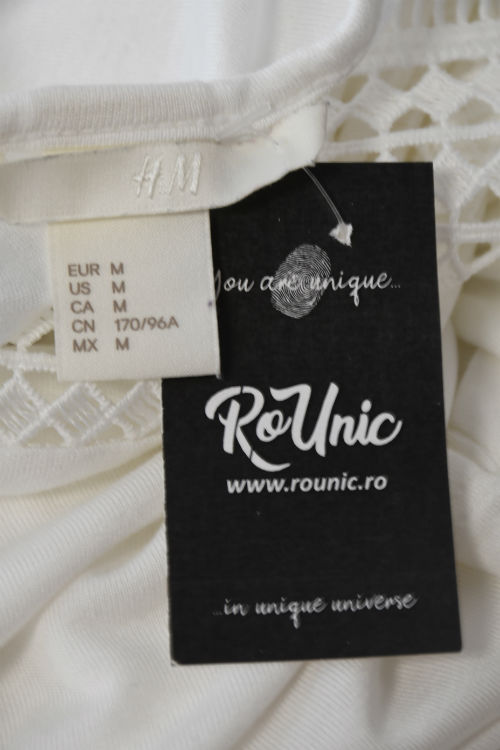 H&M
EUR M
US M
CA M
CN 170/96A
MX M
You are unique...
RoUnic
www.rounic.ro
...in unique universe